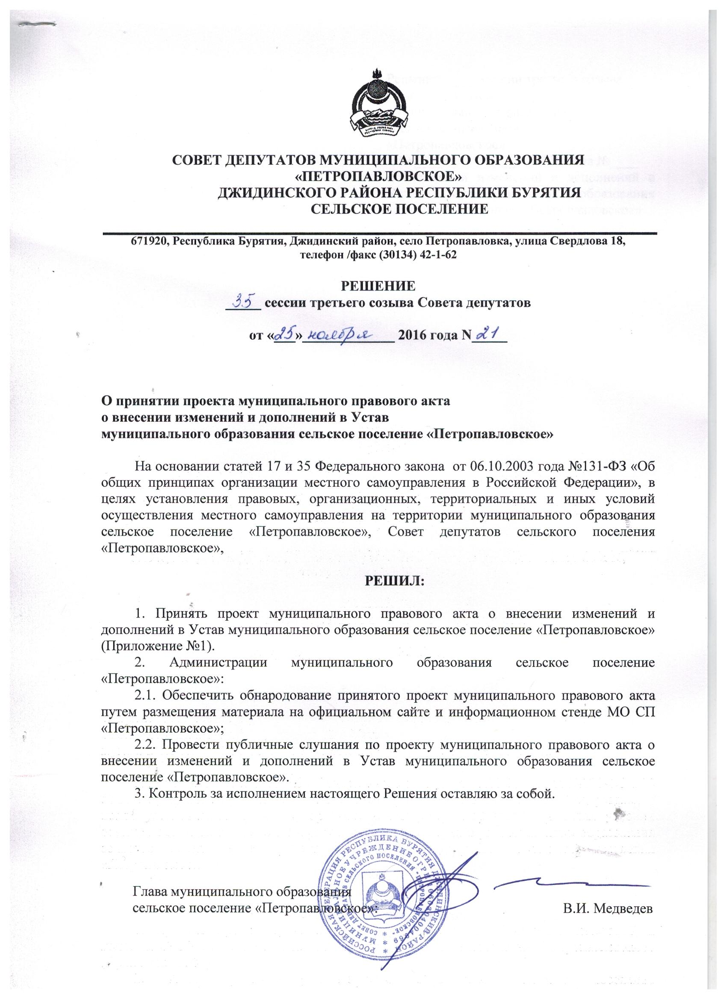 СОВЕТ ДЕПУТАТОВ МУНИЦИПАЛЬНОГО ОБРАЗОВАНИЯ
«ПЕТРОПАВЛОВСКОЕ»
ДЖИДИНСКОГО РАЙОНА РЕСПУБЛИКИ БУРЯТИЯ
СЕЛЬСКОЕ ПОСЕЛЕНИЕ
671920, Республика Бурятия, Джидинский район, село Петропавловка, улица Свердлова 18,
телефон /факс (30134) 42-1-62
РЕШЕНИЕ
35 сессии третьего созыва Совета депутатов
от «25» ноября 2016 года N 21
О принятии проекта муниципального правового акта
о внесении изменений и дополнений в Устав
муниципального образования сельское поселение «Петропавловское»
На основании статей 17 и 35 Федерального закона от 06.10.2003 года №131-ФЗ «Об
общих принципах организации местного самоуправления в Российской Федерации», в
целях установления правовых, организационных, территориальных и иных условий
осуществления местного самоуправления на территории муниципального образования
сельское поселение «Петропавловское», Совет депутатов сельского поселения
«Петропавловское»,
РЕШИЛ:
1. Принять проект муниципального правового акта о внесении изменений и
дополнений в Устав муниципального образования сельское поселение «Петропавловское»
(Приложение №1).
2. Администрации муниципального образования сельское поселение
«Петропавловское»:
2.1. Обеспечить обнародование принятого проект муниципального правового акта
путем размещения материала на официальном сайте и информационном стенде МО СП
«Петропавловское»;
2.2. Провести публичные слушания по проекту муниципального правового акта о
внесении изменений и дополнений в Устав муниципального образования сельское
поселение «Петропавловское».
3. Контроль за исполнением настоящего Решения оставляю за собой.
Глава муниципального образования
сельское поселение «Петропавловское»:
В.И. Медведев
РОССИЙСКАЯ ФЕДЕРАЦИЯ РЕСПУБЛИКА БУРЯТИЯ ДЖИДИНСКИЙ РАЙОН *
МУНИЦИПАЛЬНОЕ УЧРЕЖДЕНИЕ ОГРН *
СОВЕТ ДЕПУТАТОВ СЕЛЬСКОГО ПОСЕЛЕНИЯ "ПЕТРОПАВЛОВСКОЕ" *